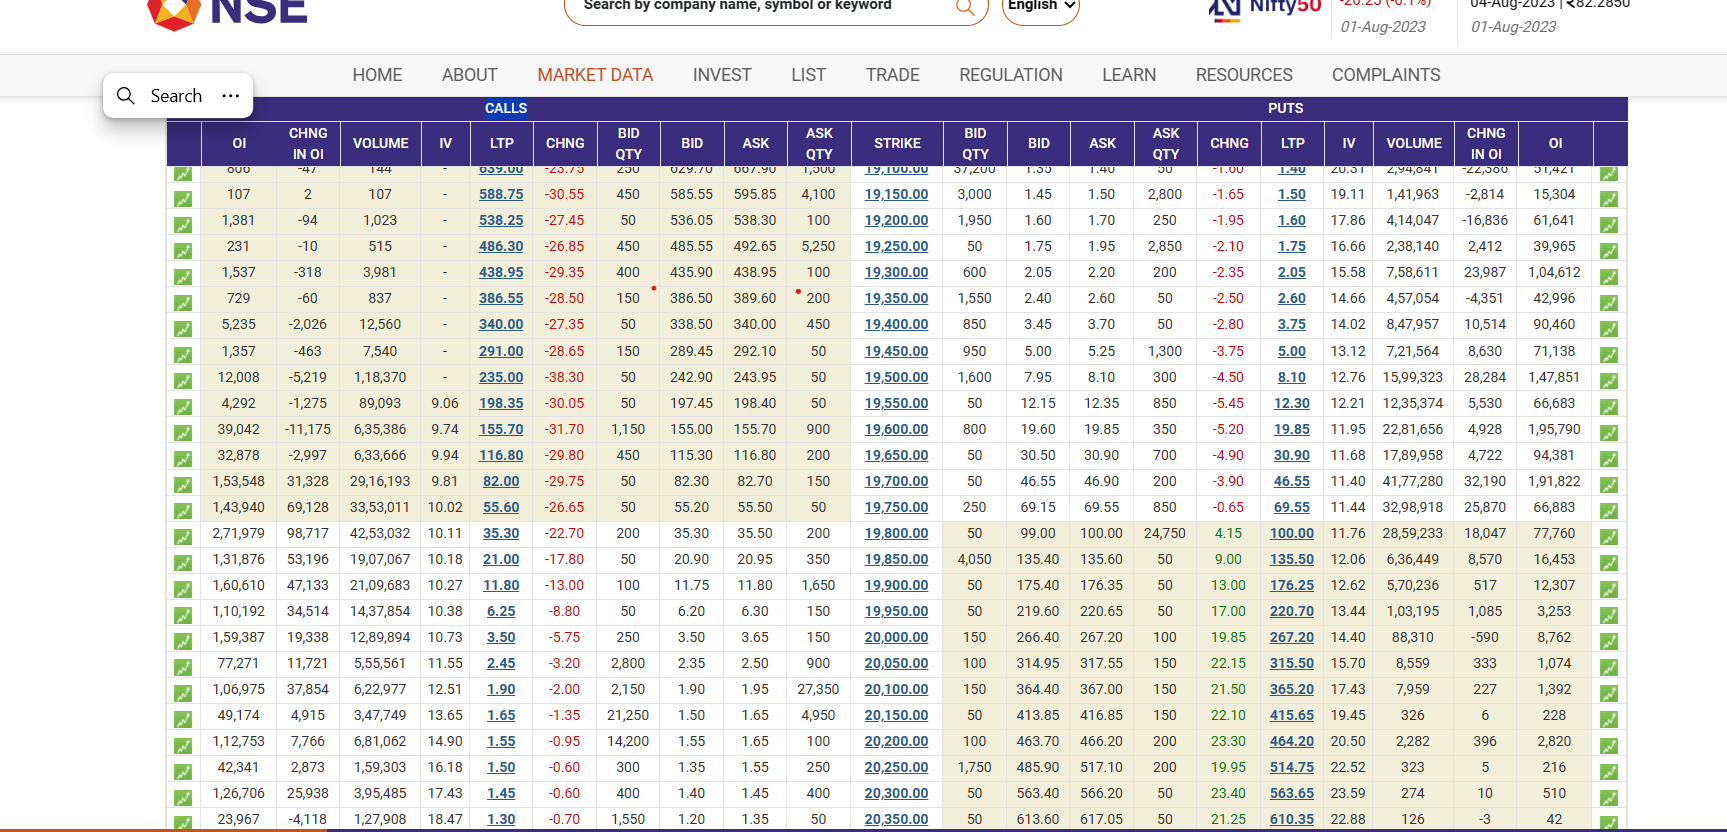 NSE
Search by company name, symbol or keyword
English
Nifty50
-20.25 (-0.1%)
04-Aug-2023 | ₹82.2850
01-Aug-2023
01-Aug-2023
HOME ABOUT MARKET DATA INVEST LIST TRADE REGULATION LEARN RESOURCES COMPLAINTS
Search ...
CALLS PUTS
OI CHNG IN OI VOLUME IV LTP CHNG BID QTY BID ASK ASK QTY STRIKE BID QTY BID ASK ASK QTY CHNG LTP IV VOLUME CHNG IN OI OI
806 -47 144 - 639.00 -23.75 250 629.70 667.90 1,500 19,100.00 37,200 1.35 1.40 50 -1.60 1.40 20.31 2,94,841 -22,386 51,421
107 2 107 - 588.75 -30.55 450 585.55 595.85 4,100 19,150.00 3,000 1.45 1.50 2,800 -1.65 1.50 19.11 1,41,963 -2,814 15,304
1,381 -94 1,023 - 538.25 -27.45 50 536.05 538.30 100 19,200.00 1,950 1.60 1.70 250 -1.95 1.60 17.86 4,14,047 -16,836 61,641
231 -10 515 - 486.30 -26.85 450 485.55 492.65 5,250 19,250.00 50 1.75 1.95 2,850 -2.10 1.75 16.66 2,38,140 2,412 39,965
1,537 -318 3,981 - 438.95 -29.35 400 435.90 438.95 100 19,300.00 600 2.05 2.20 200 -2.35 2.05 15.58 7,58,611 23,987 1,04,612
729 -60 837 - 386.55 -28.50 150 386.50 389.60 200 19,350.00 1,550 2.40 2.60 50 -2.50 2.60 14.66 4,57,054 -4,351 42,996
5,235 -2,026 12,560 - 340.00 -27.35 50 338.50 340.00 450 19,400.00 850 3.45 3.70 50 -2.80 3.75 14.02 8,47,957 10,514 90,460
1,357 -463 7,540 - 291.00 -28.65 150 289.45 292.10 50 19,450.00 950 5.00 5.25 1,300 -3.75 5.00 13.12 7,21,564 8,630 71,138
12,008 -5,219 1,18,370 - 235.00 -38.30 50 242.90 243.95 50 19,500.00 1,600 7.95 8.10 300 -4.50 8.10 12.76 15,99,323 28,284 1,47,851
4,292 -1,275 89,093 9.06 198.35 -30.05 50 197.45 198.40 50 19,550.00 50 12.15 12.35 850 -5.45 12.30 12.21 12,35,374 5,530 66,683
39,042 -11,175 6,35,386 9.74 155.70 -31.70 1,150 155.00 155.70 900 19,600.00 800 19.60 19.85 350 -5.20 19.85 11.95 22,81,656 4,928 1,95,790
32,878 -2,997 6,33,666 9.94 116.80 -29.80 450 115.30 116.80 200 19,650.00 50 30.50 30.90 700 -4.90 30.90 11.68 17,89,958 4,722 94,381
1,53,548 31,328 29,16,193 9.81 82.00 -29.75 50 82.30 82.70 150 19,700.00 50 46.55 46.90 200 -3.90 46.55 11.40 41,77,280 32,190 1,91,822
1,43,940 69,128 33,53,011 10.02 55.60 -26.65 50 55.20 55.50 50 19,750.00 250 69.15 69.55 850 -0.65 69.55 11.44 32,98,918 25,870 66,883
2,71,979 98,717 42,53,032 10.11 35.30 -22.70 200 35.30 35.50 200 19,800.00 50 99.00 100.00 24,750 4.15 100.00 11.76 28,59,233 18,047 77,760
1,31,876 53,196 19,07,067 10.18 21.00 -17.80 50 20.90 20.95 350 19,850.00 4,050 135.40 135.60 50 9.00 135.50 12.06 6,36,449 8,570 16,453
1,60,610 47,133 21,09,683 10.27 11.80 -13.00 100 11.75 11.80 1,650 19,900.00 50 175.40 176.35 50 13.00 176.25 12.62 5,70,236 517 12,307
1,10,192 34,514 14,37,854 10.38 6.25 -8.80 50 6.20 6.30 150 19,950.00 50 219.60 220.65 50 17.00 220.70 13.44 1,03,195 1,085 3,253
1,59,387 19,338 12,89,894 10.73 3.50 -5.75 250 3.50 3.65 150 20,000.00 150 266.40 267.20 100 19.85 267.20 14.40 88,310 -590 8,762
77,271 11,721 5,55,561 11.55 2.45 -3.20 2,800 2.35 2.50 900 20,050.00 100 314.95 317.55 150 22.15 315.50 15.70 8,559 333 1,074
1,06,975 37,854 6,22,977 12.51 1.90 -2.00 2,150 1.90 1.95 27,350 20,100.00 150 364.40 367.00 150 21.50 365.20 17.43 7,959 227 1,392
49,174 4,915 3,47,749 13.65 1.65 -1.35 21,250 1.50 1.65 4,950 20,150.00 50 413.85 416.85 150 22.10 415.65 19.45 326 6 228
1,12,753 7,766 6,81,062 14.90 1.55 -0.95 14,200 1.55 1.65 100 20,200.00 100 463.70 466.20 200 23.30 464.20 20.50 2,282 396 2,820
42,341 2,873 1,59,303 16.18 1.50 -0.60 300 1.35 1.55 250 20,250.00 1,750 485.90 517.10 200 19.95 514.75 22.52 323 5 216
1,26,706 25,938 3,95,485 17.43 1.45 -0.60 400 1.40 1.45 400 20,300.00 50 563.40 566.20 50 23.40 563.65 23.59 274 10 510
23,967 -4,118 1,27,908 18.47 1.30 -0.70 1,550 1.20 1.35 50 20,350.00 50 613.60 617.05 50 21.25 610.35 22.88 126 -3 42